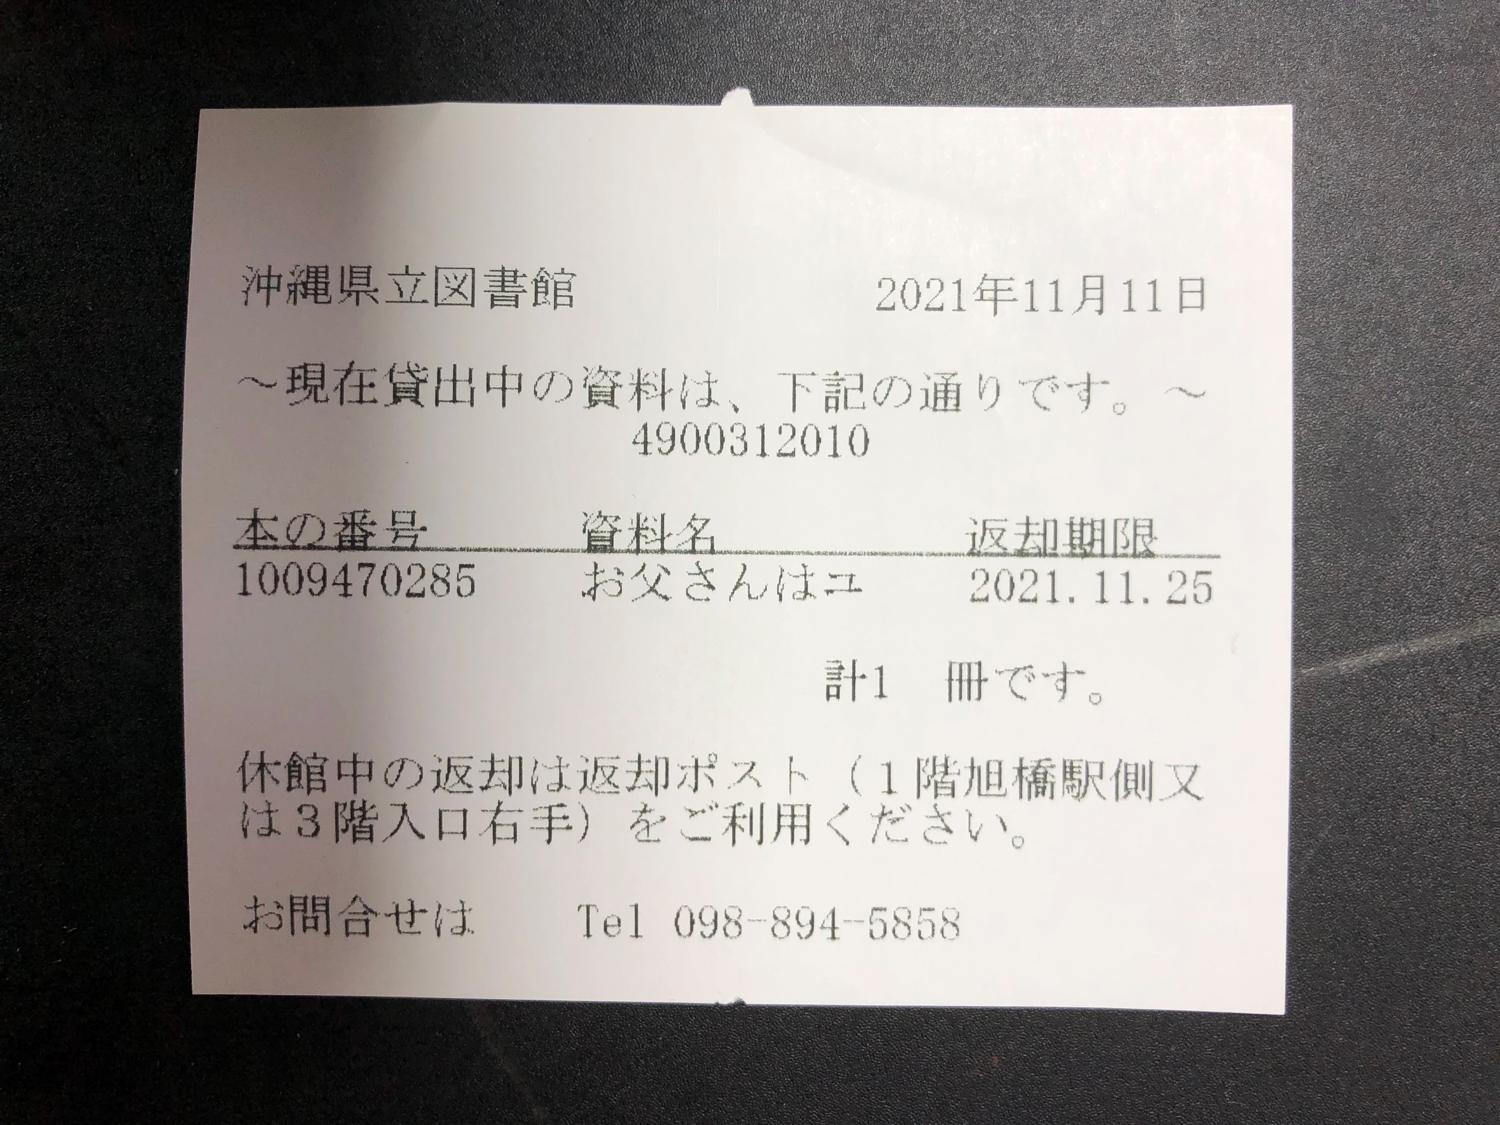 沖縄県立図書館 2021年11月11日
～現在貸出中の資料は、下記の通りです。～
4900312010
本の番号 資料名 返却期限
1009470285 お父さんはユ 2021.11.25
計1 冊です。
休館中の返却は返却ポスト（１階旭橋駅側又
は３階入口右手）をご利用ください。
お問合せは Tel 098-894-5858